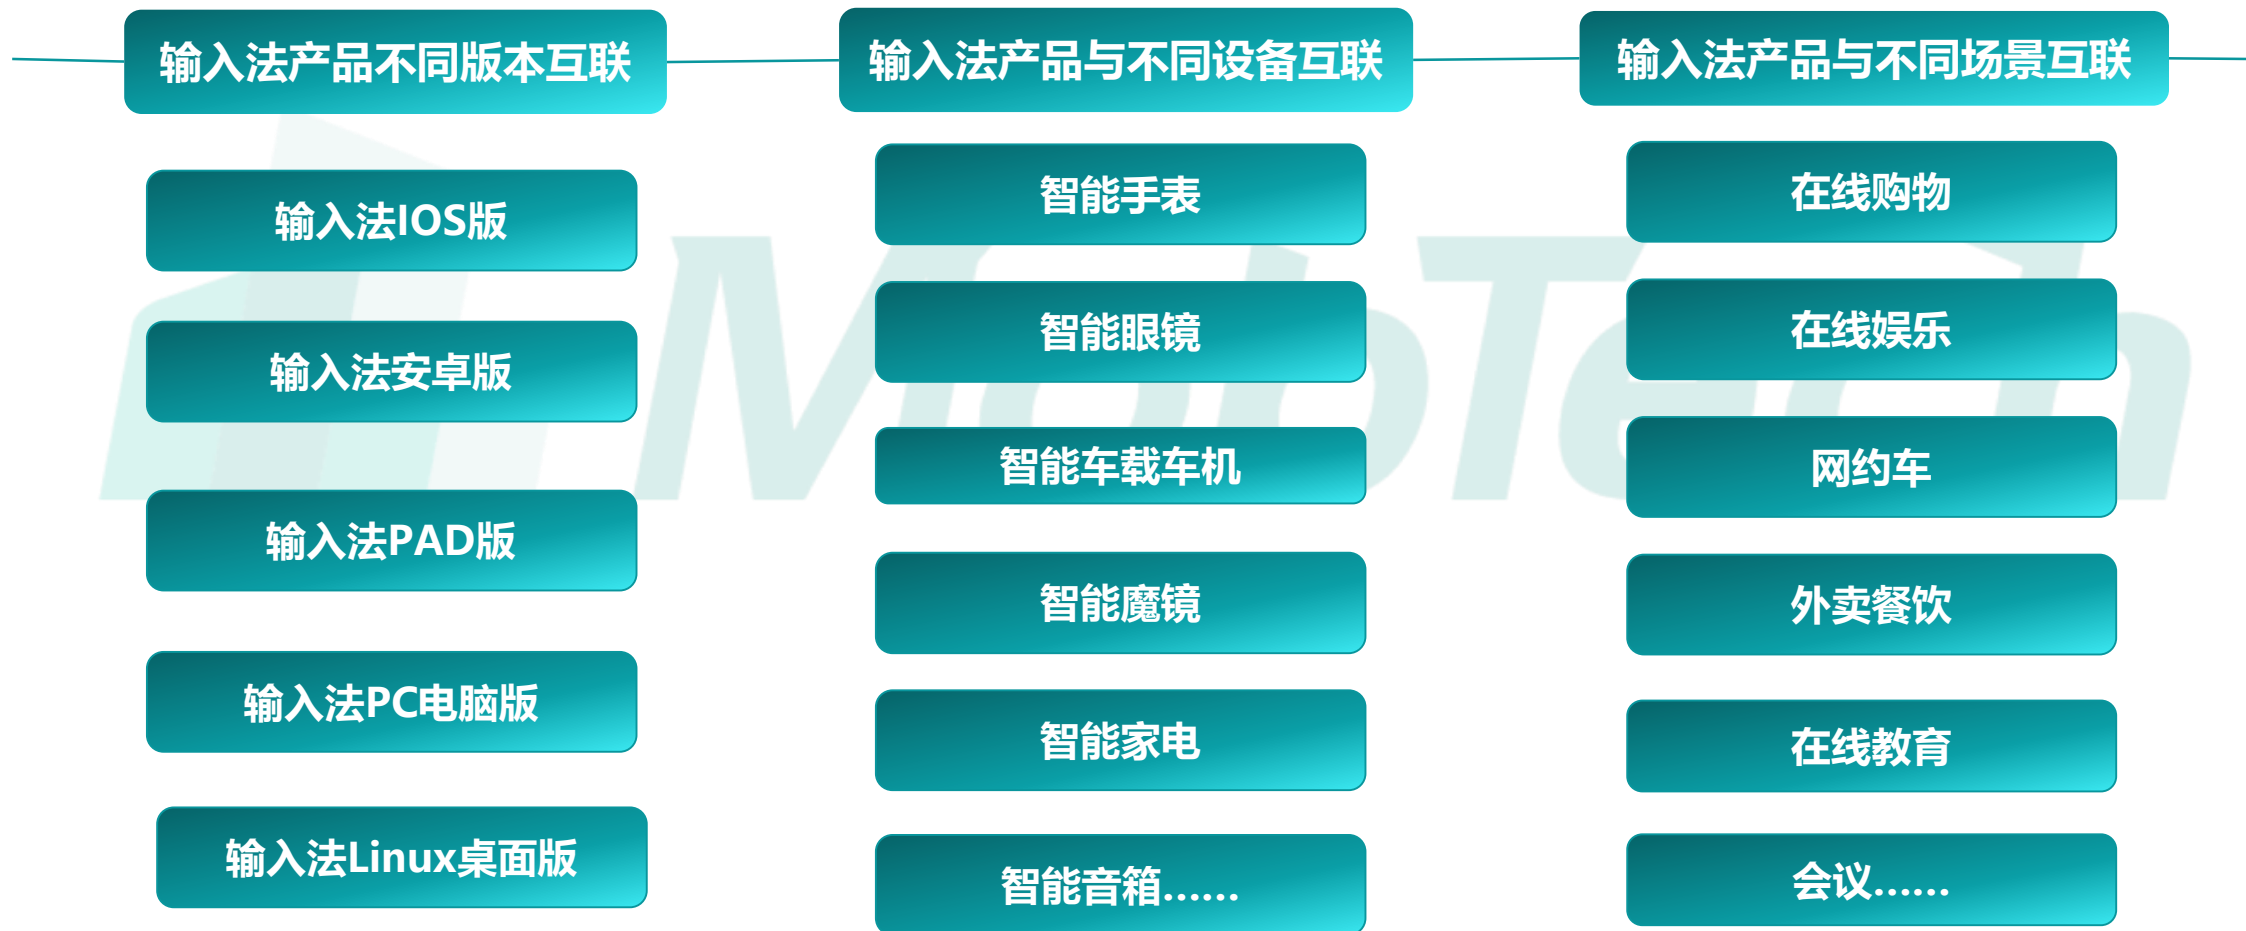 输入法产品不同版本互联
输入法IOS版
输入法安卓版
输入法PAD版
输入法PC电脑版
输入法Linux桌面版
输入法产品与不同设备互联
智能手表
智能眼镜
智能车载车机
智能魔镜
智能家电
智能音箱......
输入法产品与不同场景互联
在线购物
在线娱乐
网约车
外卖餐饮
在线教育
会议......
MobTech